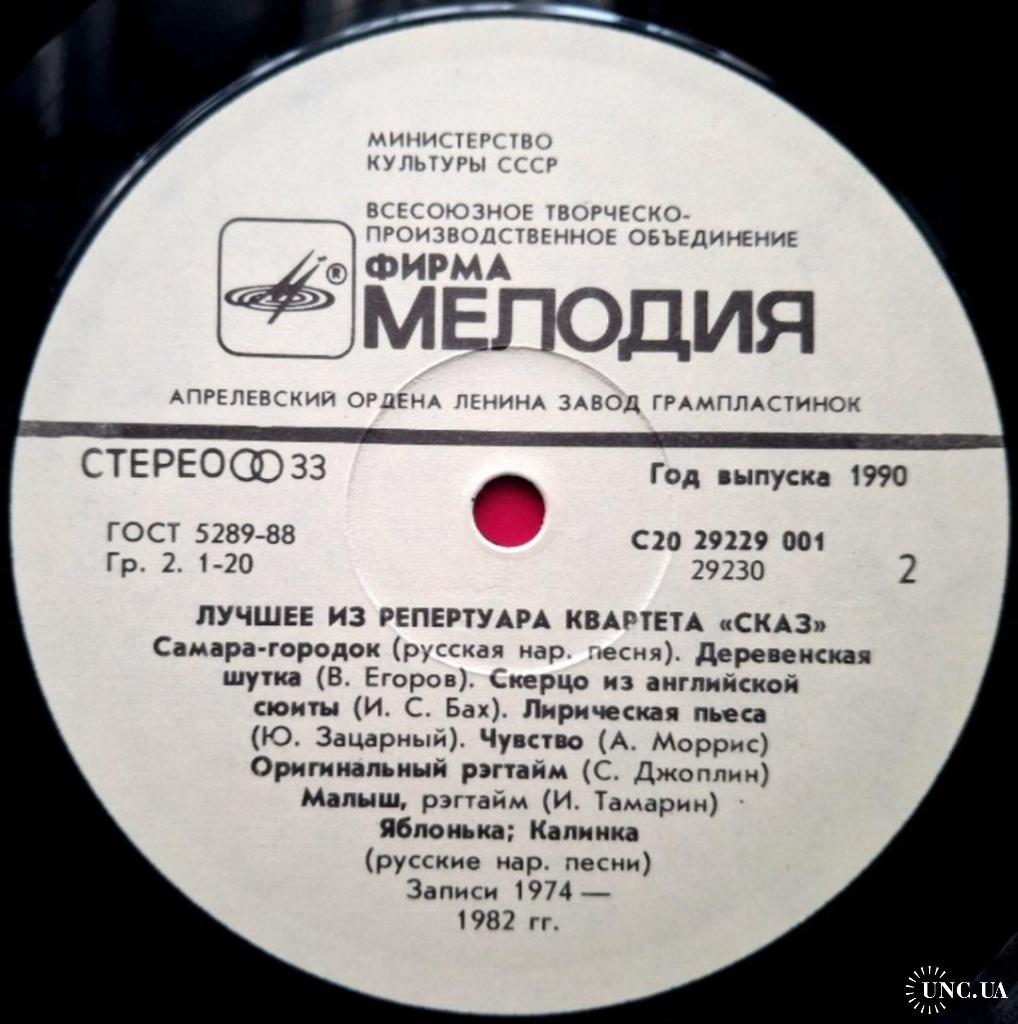 МИНИСТЕРСТВО
КУЛЬТУРЫ СССР
ВСЕСОЮЗНОЕ ТВОРЧЕСКО-
ПРОИЗВОДСТВЕННОЕ ОБЪЕДИНЕНИЕ
ФИРМА
®
МЕЛОДИЯ
АПРЕЛЕВСКИЙ ОРДЕНА ЛЕНИНА ЗАВОД ГРАМПЛАСТИНОК
СТЕРЕО 33
Год выпуска 1990
ГОСТ 5289-88
Гр. 2. 1-20
С20 29229 001
29230
2
ЛУЧШЕЕ ИЗ РЕПЕРТУАРА КВАРТЕТА «СКАЗ»
Самара-городок (русская нар. песня). Деревенская
шутка (В. Егоров). Скерцо из английской
сюиты (И. С. Бах). Лирическая пьеса
(Ю. Зацарный). Чувство (А. Моррис)
Оригинальный рэгтайм (С. Джоплин)
Малыш, рэгтайм (И. Тамарин)
Яблонька; Калинка
(русские нар. песни)
Записи 1974 —
1982 гг.
UNC.UA